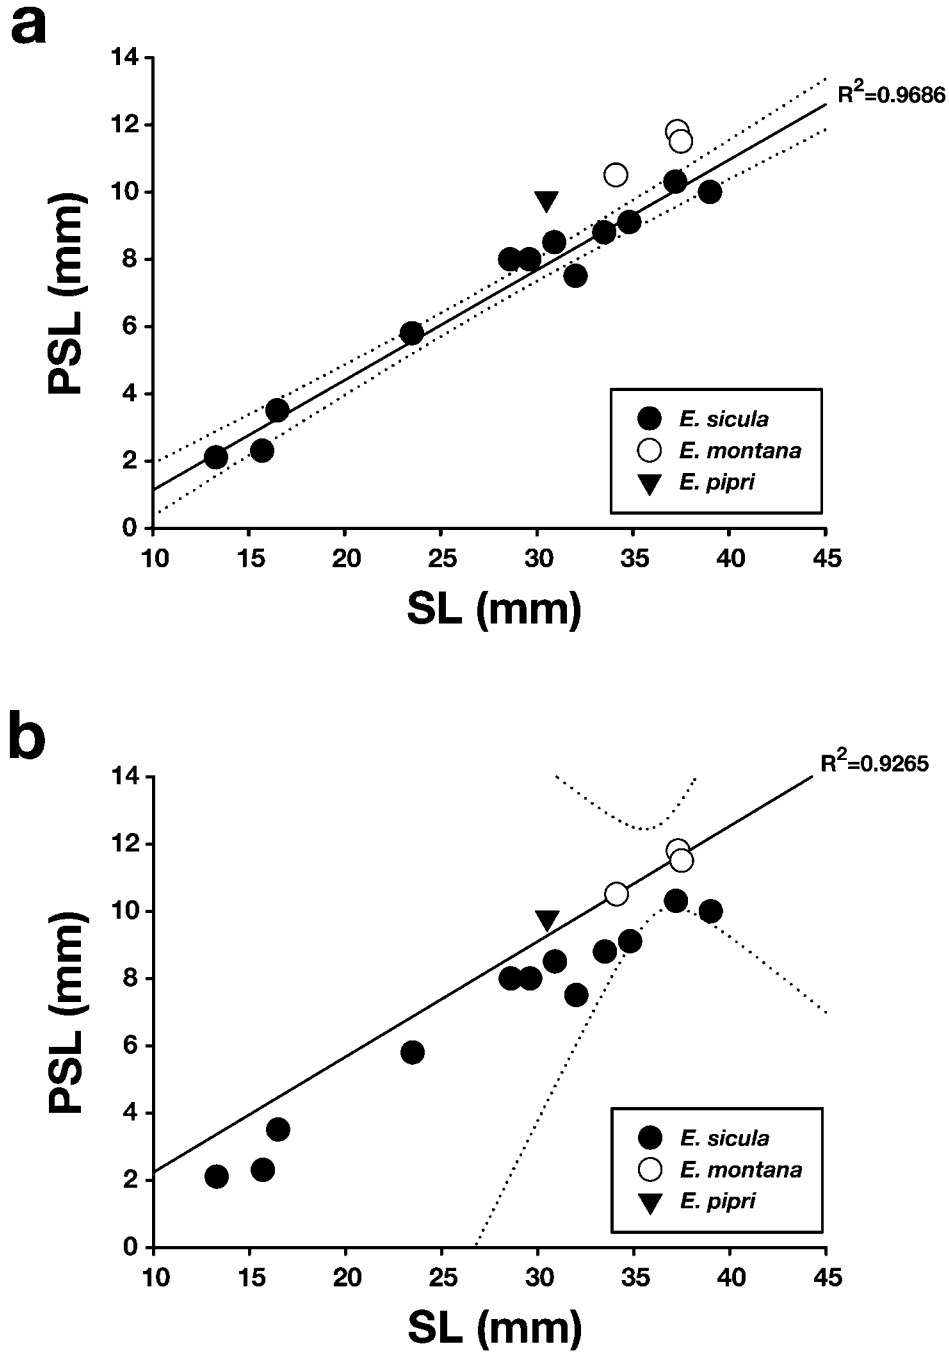 a
14
12
10
8
6
4
2
0
PSL (mm)
R²=0.9686
E. sicula
E. montana
E. pipri
10 15 20 25 30 35 40 45
SL (mm)
b
14
12
10
8
6
4
2
0
PSL (mm)
R²=0.9265
E. sicula
E. montana
E. pipri
10 15 20 25 30 35 40 45
SL (mm)